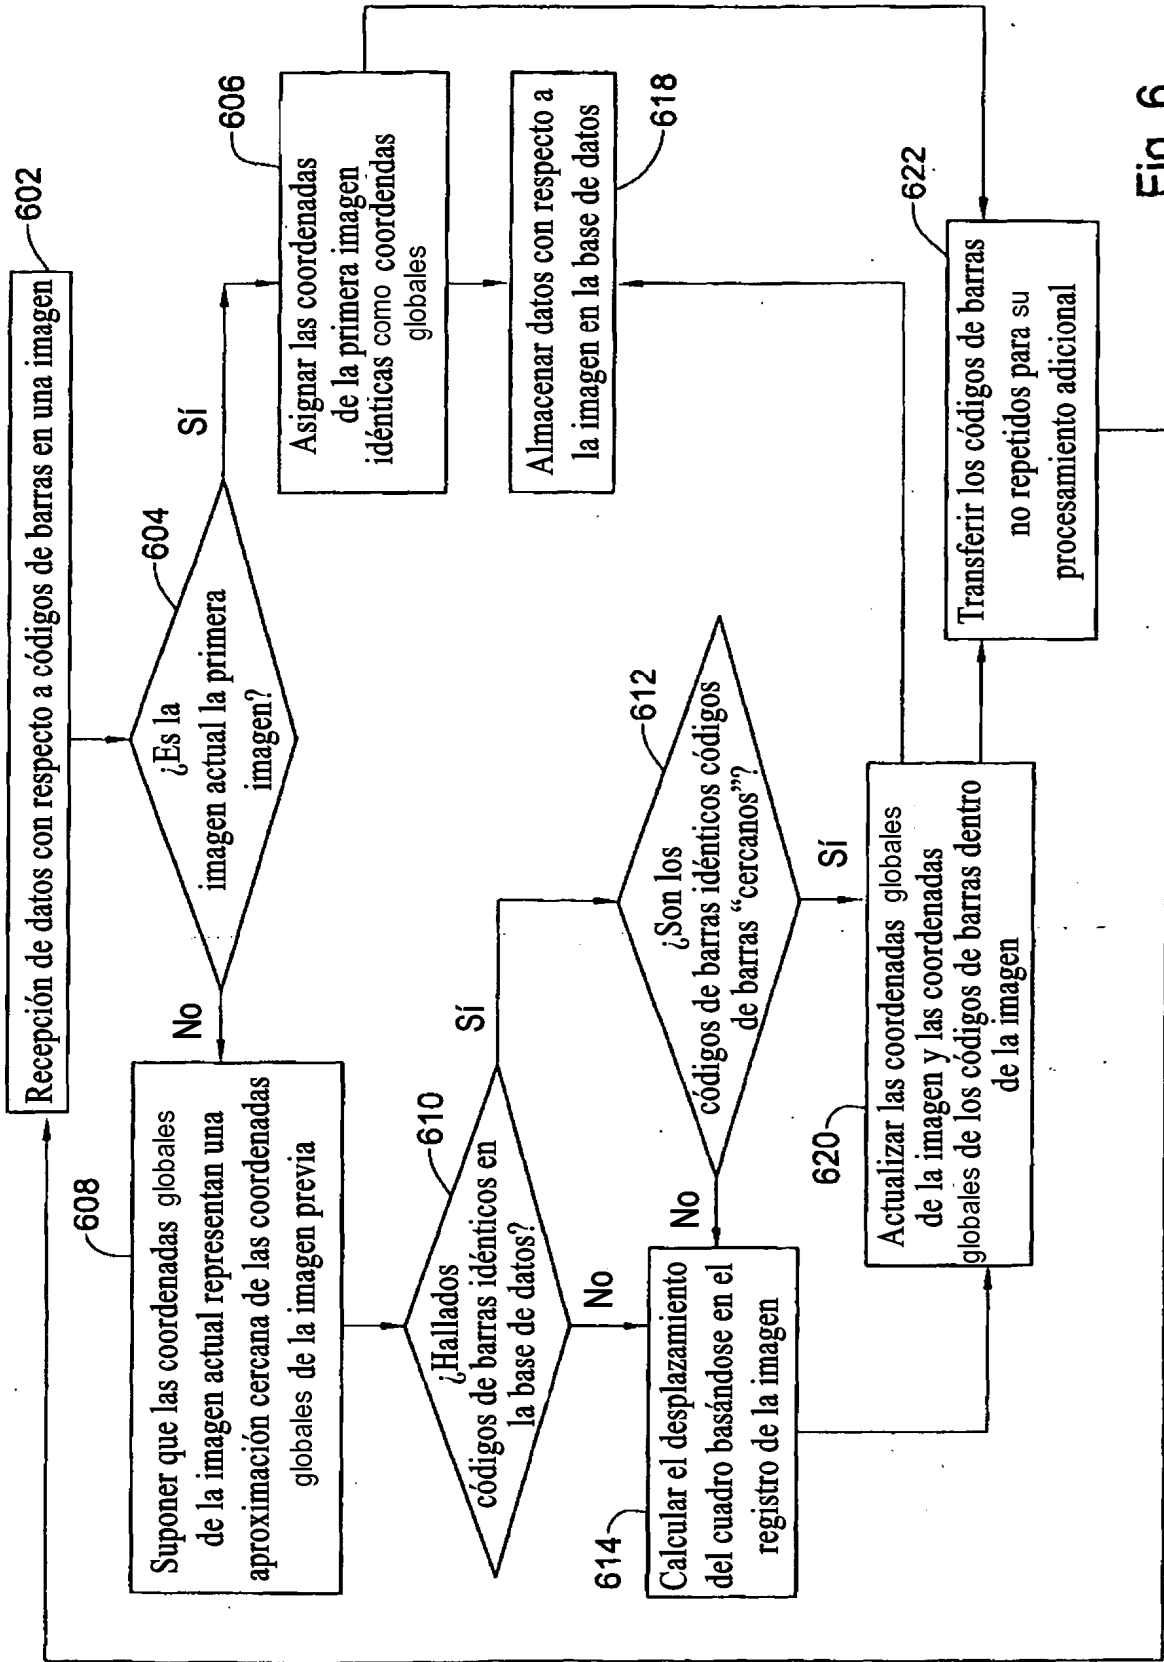 Recepción de datos con respecto a códigos de barras en una imagen
602
¿Es la
imagen actual la primera
imagen?
604
Sí
No
Asignar las coordenadas
de la primera imagen
idénticas como coordendas
globales
606
Almacenar datos con respecto a
la imagen en la base de datos
618
608
Suponer que las coordenadas globales
de la imagen actual representan una
aproximación cercana de las coordenadas
globales de la imagen previa
¿Hallados
códigos de barras idénticos en
la base de datos?
610
Sí
No
¿Son los
códigos de barras idénticos códigos
de barras “cercanos”?
612
No
Sí
614
Calcular el desplazamiento
del cuadro basándose en el
registro de la imagen
620
Actualizar las coordenadas globales
de la imagen y las coordenadas
globales de los códigos de barras dentro
de la imagen
Transferir los códigos de barras
no repetidos para su
procesamiento adicional
622
Fig. 6